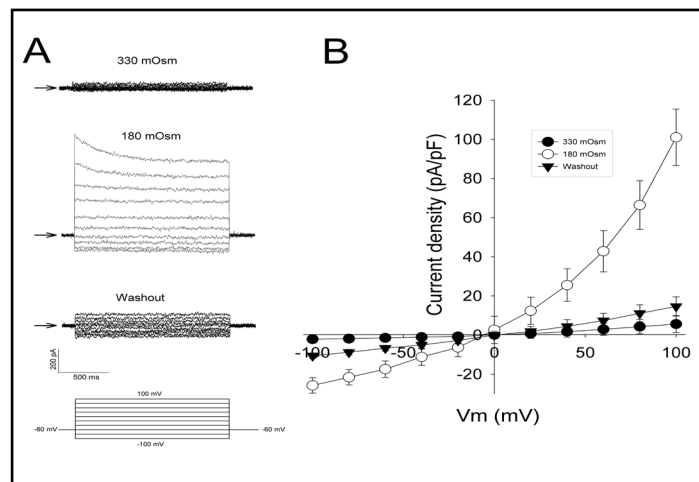 A
330 mOsm
180 mOsm
Washout
200 pA
500 ms
100 mV
-60 mV
-60 mV
-100 mV
B
Current density (pA/pF)
120
100
80
60
40
20
0
-20
-100
-50
0
50
100
Vm (mV)
330 mOsm
180 mOsm
Washout